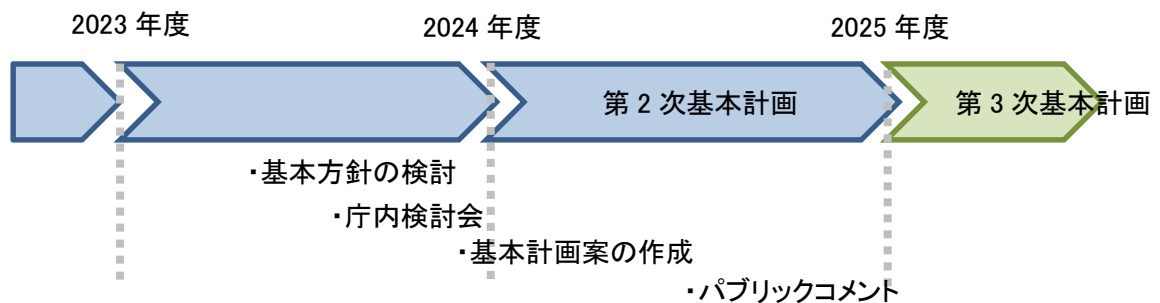 2023 年度
2024 年度
2025 年度
第 2 次基本計画
第 3 次基本計画
・基本方針の検討
・庁内検討会
・基本計画案の作成
・パブリックコメント